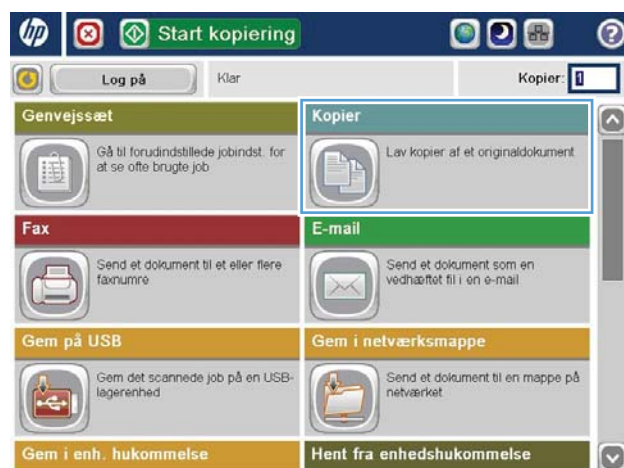 hp
Start kopiering
?
Log på
Klar
Kopier: 1
Genvejssæt
Gå til forudindstillede jobindst. for
at se ofte brugte job
Kopier
Lav kopier af et originaldokument
Fax
Send et dokument til et eller flere
faxnumre
E-mail
Send et dokument som en
vedhæftet fil i en e-mail
Gem på USB
Gem det scannede job på en USB-
lagerenhed
Gem i netværksmappe
Send et dokument til en mappe på
netværket
Gem i enh. hukommelse
Hent fra enhedshukommelse